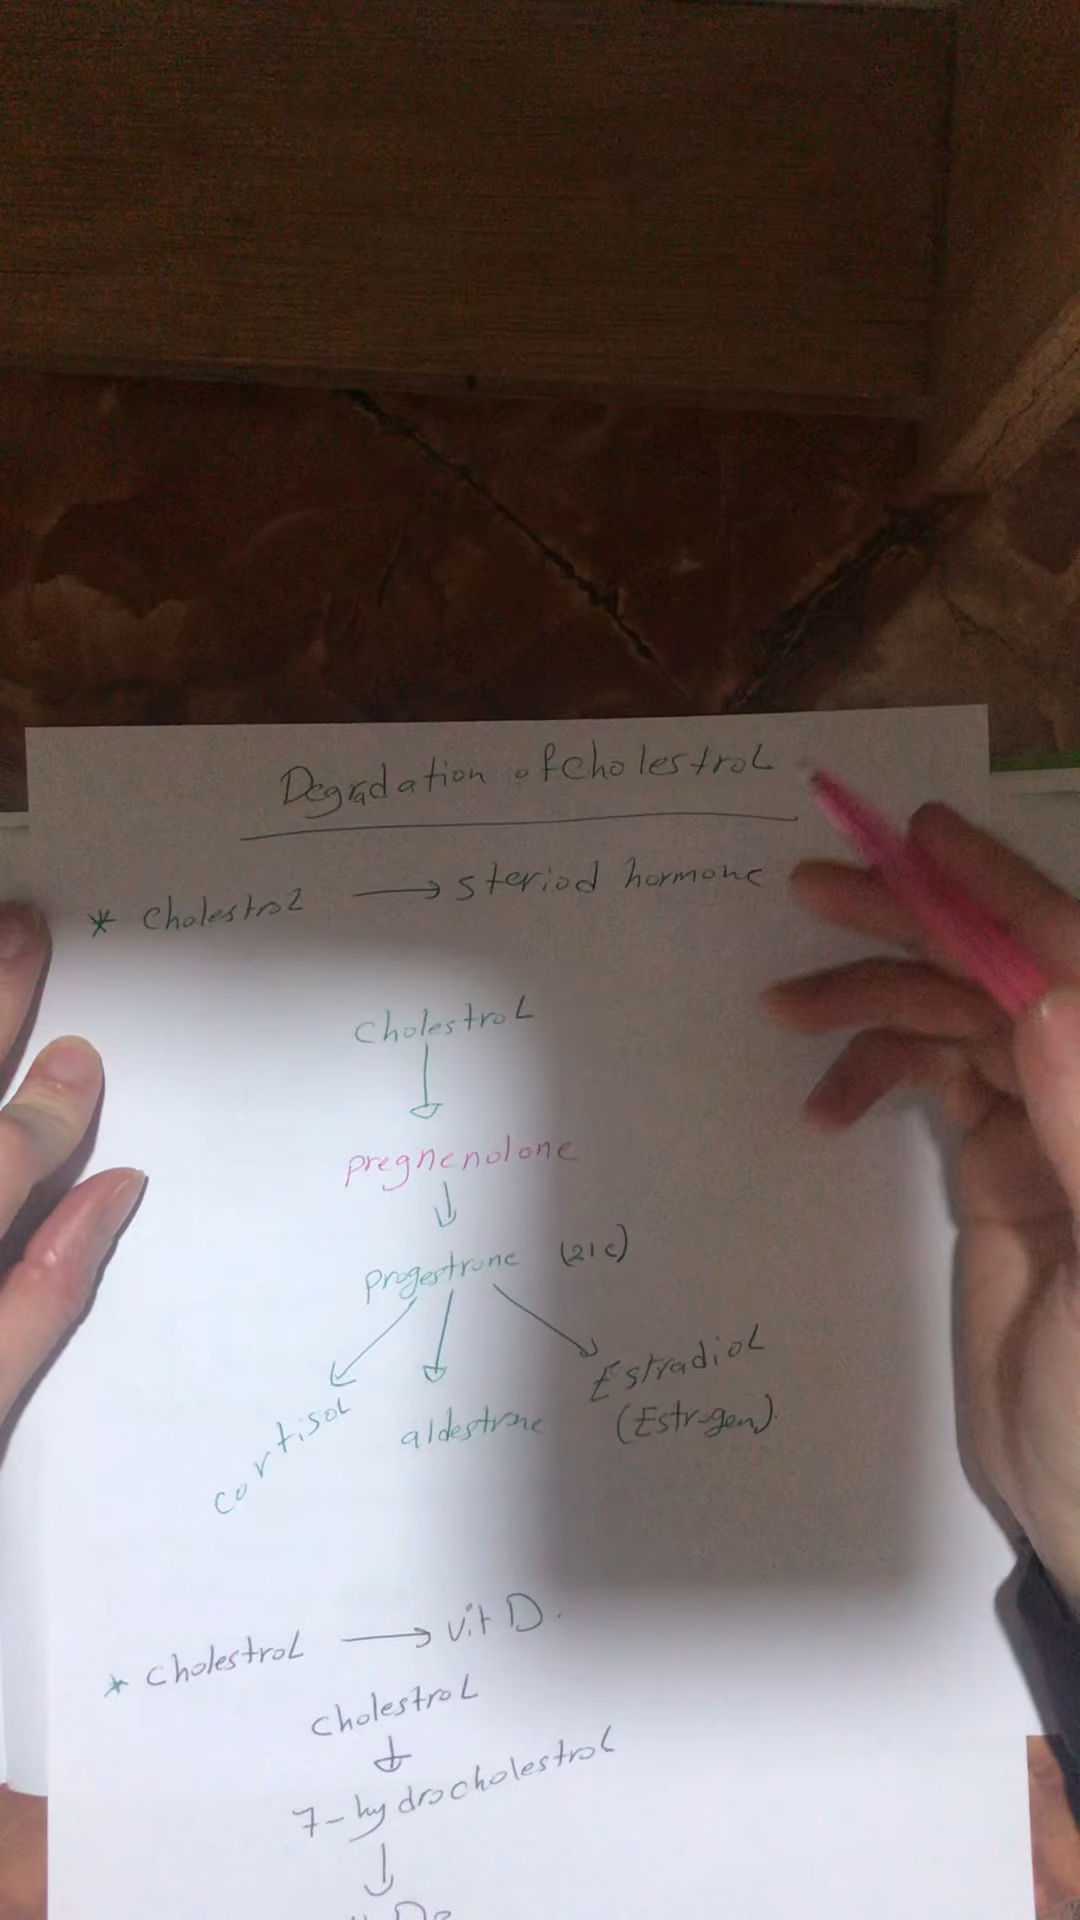 Degradation of cholestrol
* cholestrol → steriod hormone
cholestrol
↓
pregnenolone
↓
progestrone (21c)
cortisol
aldestrone
Estradiol
(Estrogen).
* cholestrol → vit D.
cholestrol
↓
7-hydrocholestrol
↓